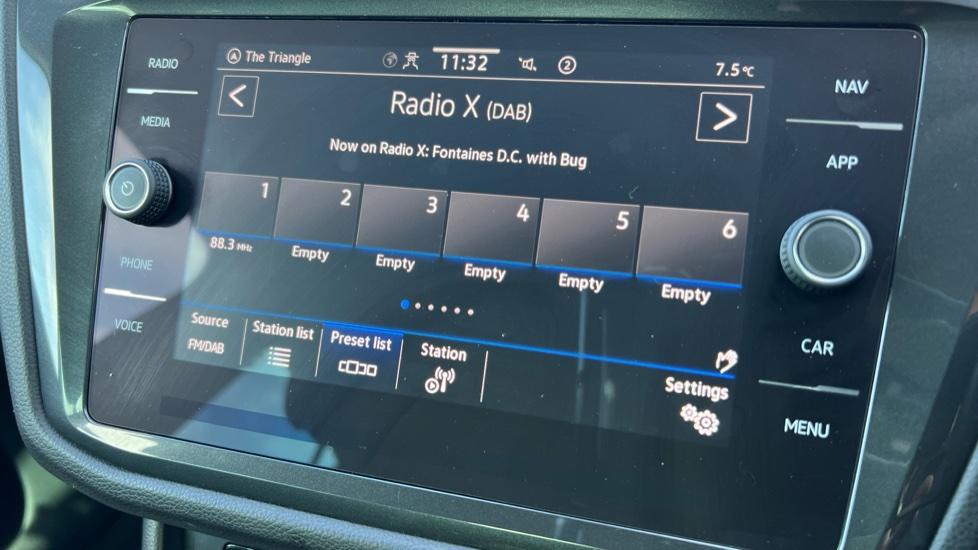 RADIO
MEDIA
PHONE
VOICE
A The Triangle
11:32
2
7.5°C
Radio X (DAB)
Now on Radio X: Fontaines D.C. with Bug
1 2 3 4 5 6
88.3 MHz Empty Empty Empty Empty Empty
Source
FM/DAB
Station list
Preset list
Station
Settings
NAV
APP
CAR
MENU